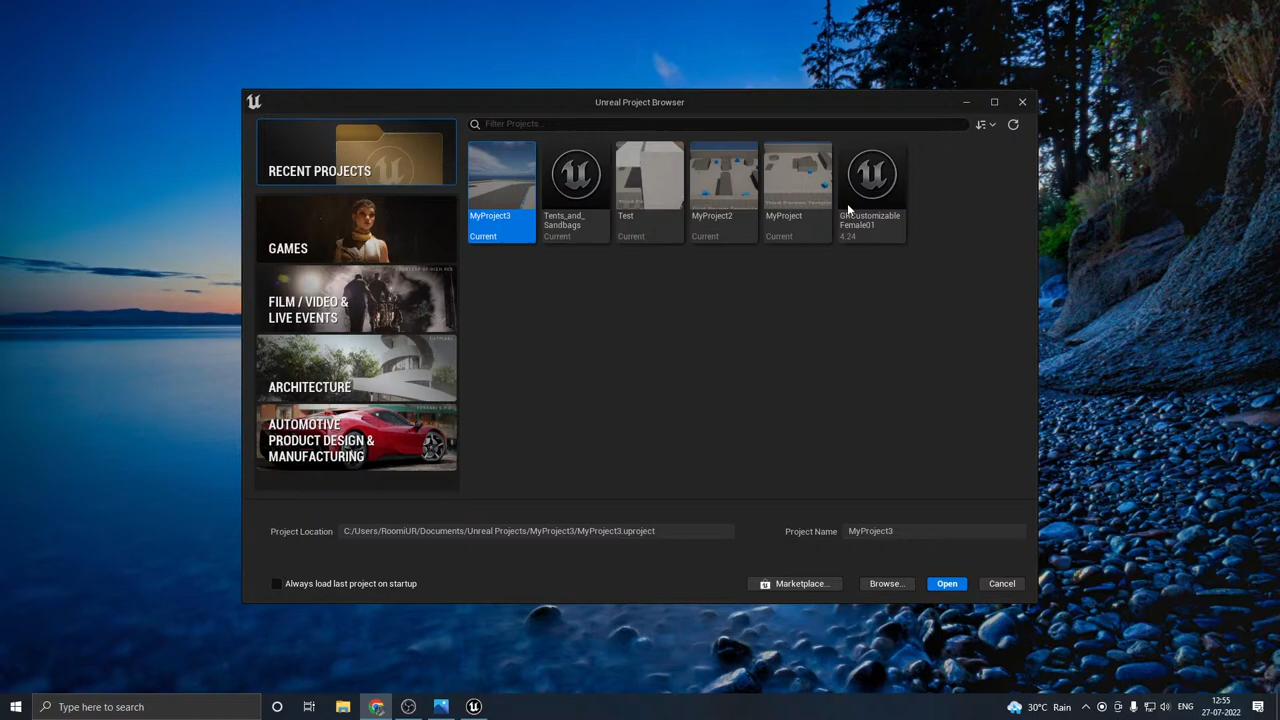 Unreal Project Browser
RECENT PROJECTS
GAMES
FILM / VIDEO &
LIVE EVENTS
ARCHITECTURE
AUTOMOTIVE
PRODUCT DESIGN &
MANUFACTURING
Filter Projects...
MyProject3
Current
Tents_and_
Sandbags
Current
Test
Current
MyProject2
Current
MyProject
Current
Female01
4.24
Project Location
C:/Users/RoomiUR/Documents/Unreal Projects/MyProject3/MyProject3.uproject
Project Name
MyProject3
Always load last project on startup
Marketplace...
Browse...
Open
Cancel
Type here to search
30°C Rain
ENG
12:55
27-07-2022